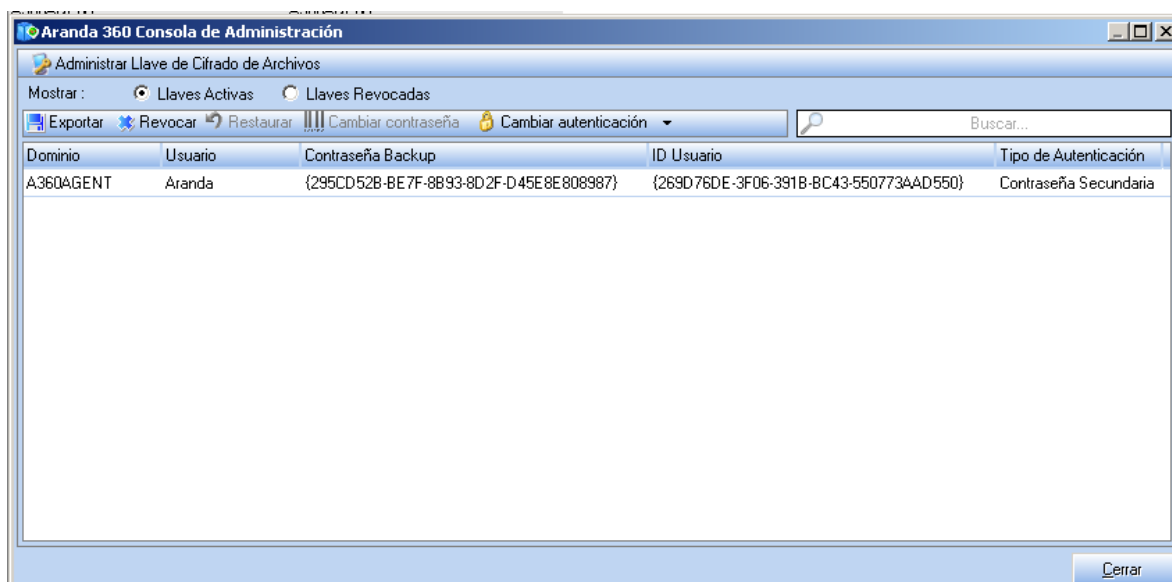 Aranda 360 Consola de Administración
Administrar Llave de Cifrado de Archivos
Mostrar : Llaves Activas Llaves Revocadas
Exportar Revocar Restaurar Cambiar contraseña Cambiar autenticación Buscar...
Dominio Usuario Contraseña Backup ID Usuario Tipo de Autenticación
A360AGENT Aranda {295CD52B-BE7F-8B93-8D2F-D45E8E808987} {269D76DE-3F06-391B-BC43-550773AAD550} Contraseña Secundaria
Cerrar